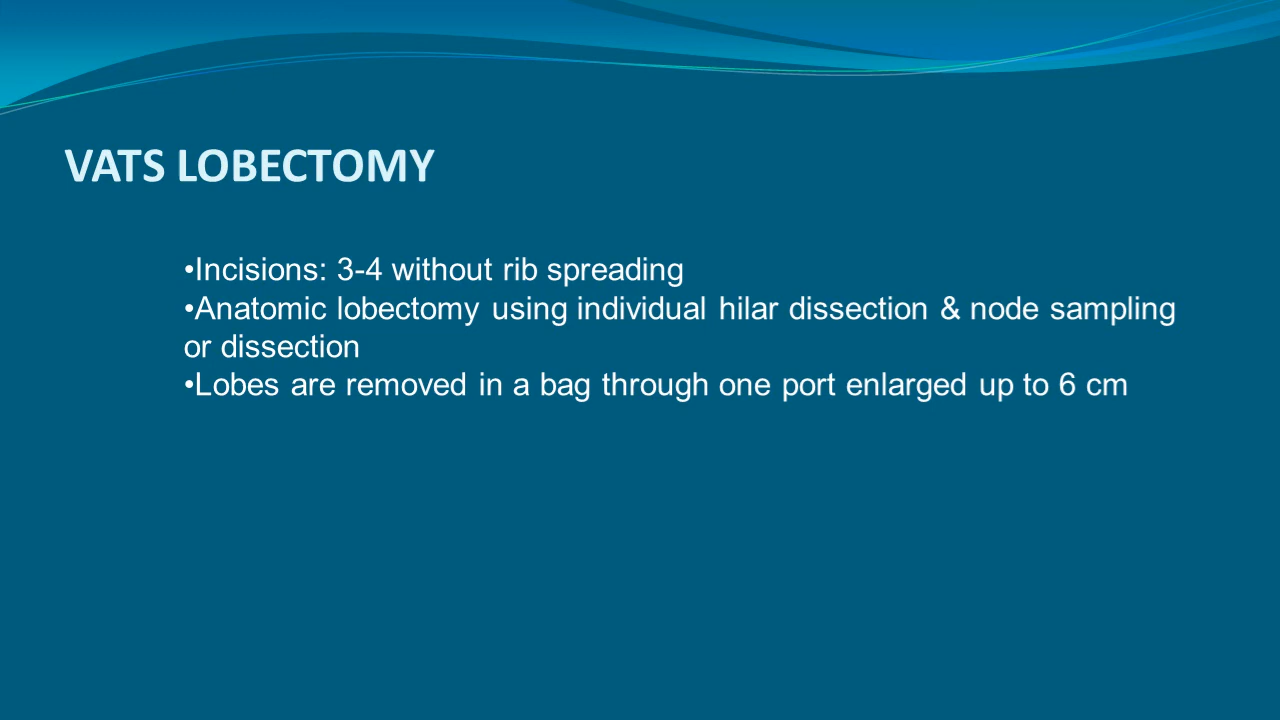 VATS LOBECTOMY
•Incisions: 3-4 without rib spreading
•Anatomic lobectomy using individual hilar dissection & node sampling
or dissection
•Lobes are removed in a bag through one port enlarged up to 6 cm